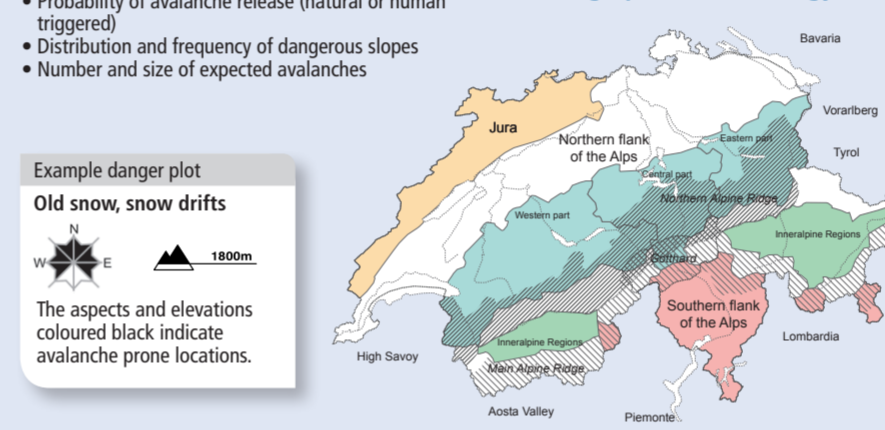 • Probability of avalanche release (natural or human
triggered)
• Distribution and frequency of dangerous slopes
• Number and size of expected avalanches
Example danger plot
Old snow, snow drifts
N
W
E
1800m
The aspects and elevations
coloured black indicate
avalanche prone locations.
Bavaria
Vorarlberg
Tyrol
Jura
Northern flank
of the Alps
Eastern part
Central part
Northern Alpine Ridge
Western part
Inneralpine Regions
Gotthard
Southern flank
of the Alps
Inneralpine Regions
Main Alpine Ridge
Lombardia
High Savoy
Aosta Valley
Piemonte